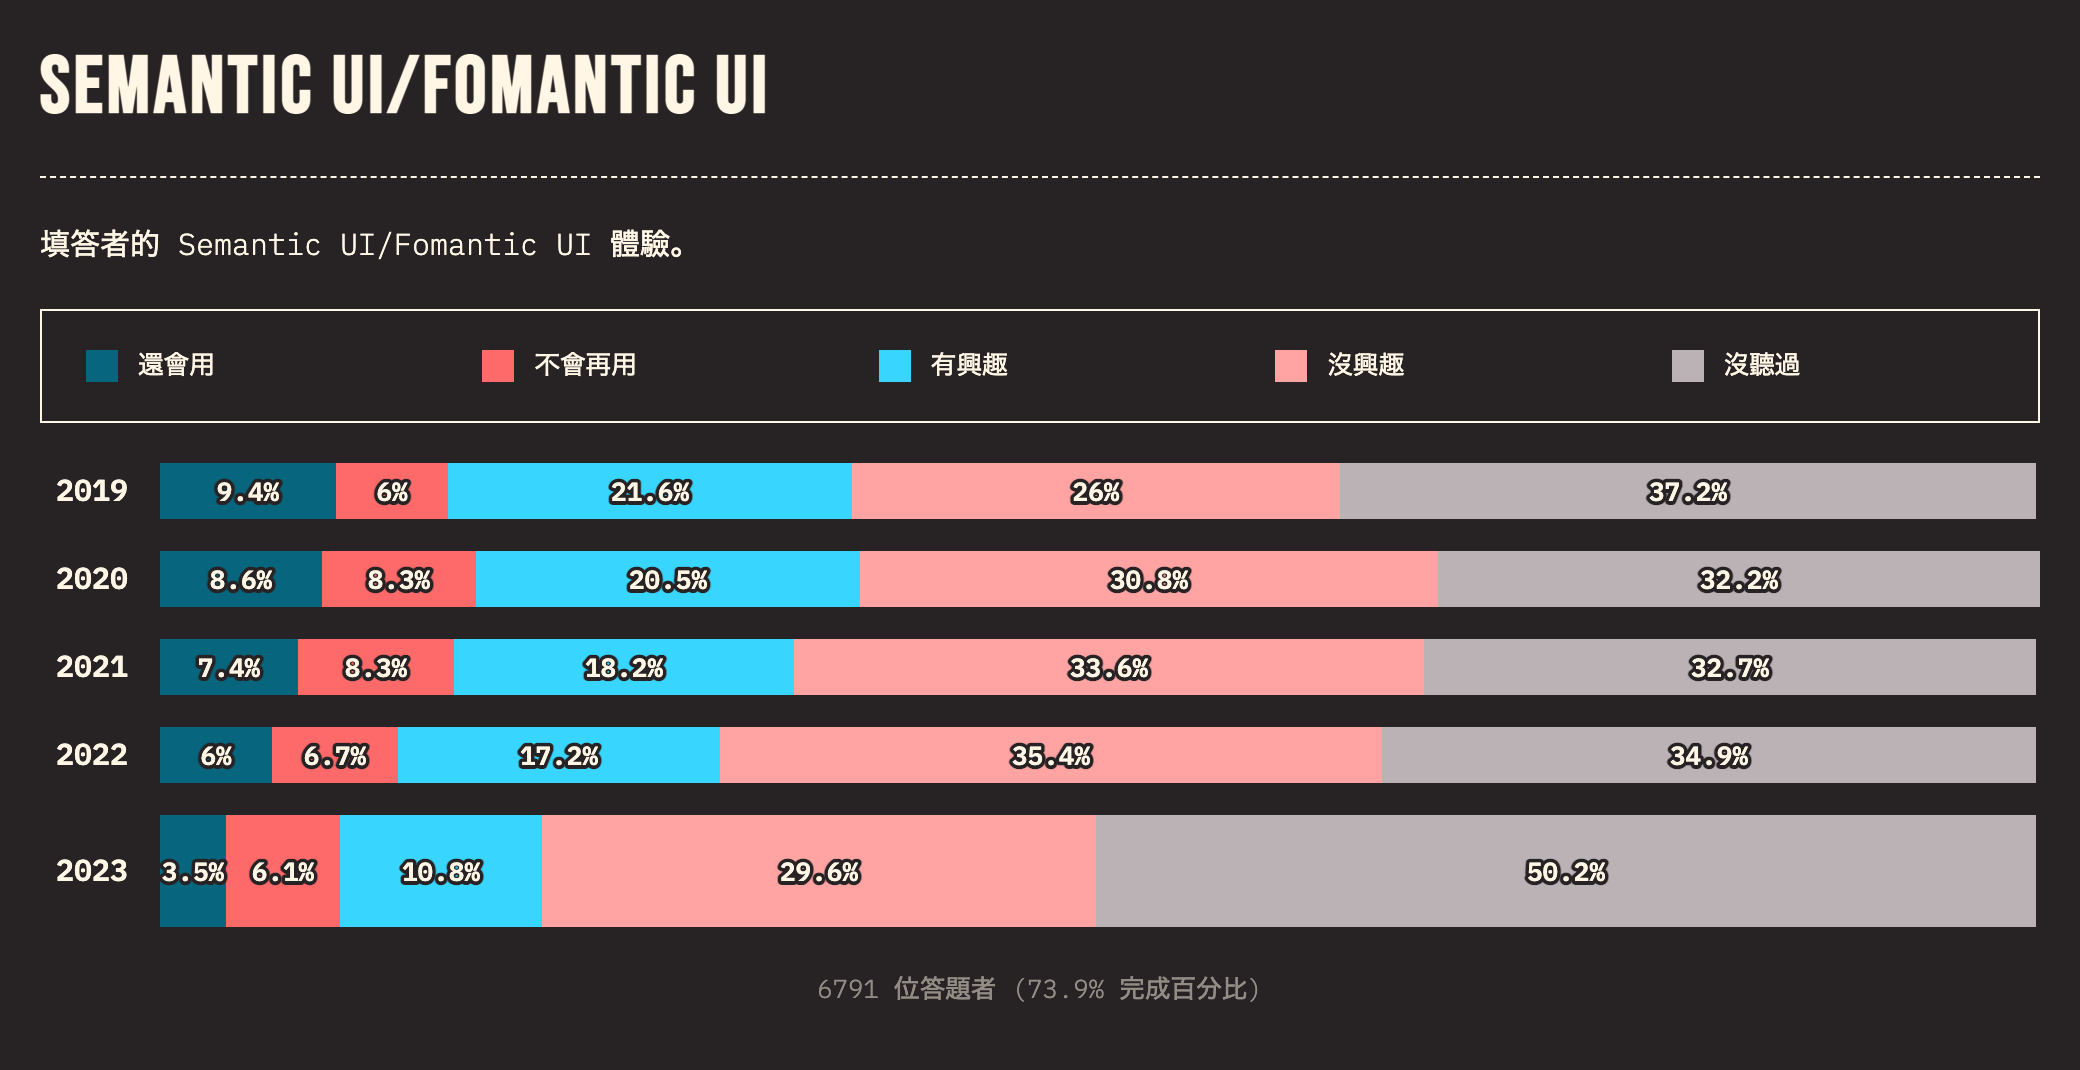 SEMANTIC UI/FOMANTIC UI
填答者的 Semantic UI/Fomantic UI 體驗。
還會用 不會再用 有興趣 沒興趣 沒聽過
2019 9.4% 6% 21.6% 26% 37.2%
2020 8.6% 8.3% 20.5% 30.8% 32.2%
2021 7.4% 8.3% 18.2% 33.6% 32.7%
2022 6% 6.7% 17.2% 35.4% 34.9%
2023 3.5% 6.1% 10.8% 29.6% 50.2%
6791 位答題者 (73.9% 完成百分比)